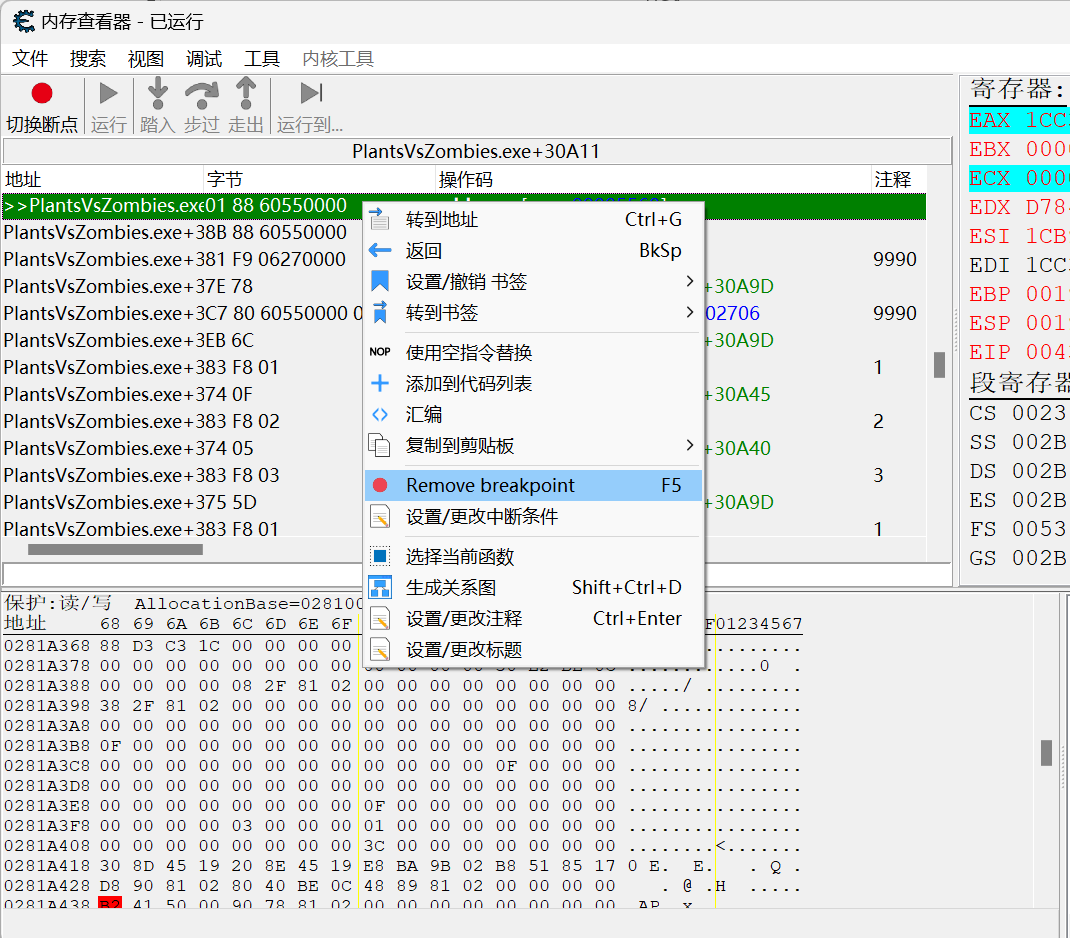 内存查看器 - 已运行
文件 搜索 视图 调试 工具 内核工具
切换断点 运行 踏入 步过 走出 运行到...
PlantsVsZombies.exe+30A11
地址 字节 操作码 注释
>>PlantsVsZombies.exe 01 88 60550000
PlantsVsZombies.exe+3 8B 88 60550000
PlantsVsZombies.exe+3 81 F9 06270000 9990
PlantsVsZombies.exe+3 7E 78 +30A9D
PlantsVsZombies.exe+3 C7 80 60550000 0 02706 9990
PlantsVsZombies.exe+3 EB 6C +30A9D
PlantsVsZombies.exe+3 83 F8 01 1
PlantsVsZombies.exe+3 74 0F +30A45
PlantsVsZombies.exe+3 83 F8 02 2
PlantsVsZombies.exe+3 74 05 +30A40
PlantsVsZombies.exe+3 83 F8 03 3
PlantsVsZombies.exe+3 75 5D +30A9D
PlantsVsZombies.exe+3 83 F8 01 1
转到地址 Ctrl+G
返回 BkSp
设置/撤销 书签
转到书签
NOP 使用空指令替换
添加到代码列表
汇编
复制到剪贴板
Remove breakpoint F5
设置/更改中断条件
选择当前函数
生成关系图 Shift+Ctrl+D
设置/更改注释 Ctrl+Enter
设置/更改标题
寄存器:
EAX 1CC
EBX 000
ECX 000
EDX D78
ESI 1CB
EDI 1CC
EBP 001
ESP 001
EIP 004
段寄存器
CS 0023
SS 002B
DS 002B
ES 002B
FS 0053
GS 002B
保护:读/写 AllocationBase=028100
地址 68 69 6A 6B 6C 6D 6E 6F F01234567
0281A368 88 D3 C3 1C 00 00 00 00 .........
0281A378 00 00 00 00 00 00 00 00
0281A388 00 00 00 00 08 2F 81 02 00 00 00 00 00 00 00 00 ...../ .........
0281A398 38 2F 81 02 00 00 00 00 00 00 00 00 00 00 00 00 8/ .............
0281A3A8 00 00 00 00 00 00 00 00 00 00 00 00 00 00 00 00 ................
0281A3B8 0F 00 00 00 00 00 00 00 00 00 00 00 00 00 00 00 ................
0281A3C8 00 00 00 00 00 00 00 00 00 00 00 00 0F 00 00 00 ................
0281A3D8 00 00 00 00 00 00 00 00 00 00 00 00 00 00 00 00 ................
0281A3E8 00 00 00 00 00 00 00 00 0F 00 00 00 00 00 00 00 ................
0281A3F8 00 00 00 00 03 00 00 00 01 00 00 00 00 00 00 00 ................
0281A408 00 00 00 00 00 00 00 00 3C 00 00 00 00 00 00 00 ........<.......
0281A418 30 8D 45 19 20 8E 45 19 E8 BA 9B 02 B8 51 85 17 0 E. E. . Q .
0281A428 D8 90 81 02 80 40 BE 0C 48 89 81 02 00 00 00 00 . @ .H .....
0281A438 B2 41 50 00 90 78 81 02 00 00 00 00 00 00 00 00 AP x